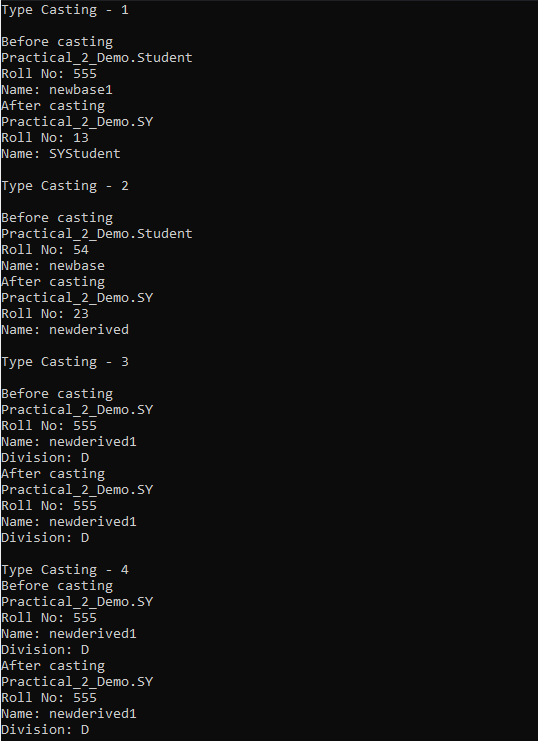 Type Casting - 1
Before casting
Practical_2_Demo.Student
Roll No: 555
Name: newbase1
After casting
Practical_2_Demo.SY
Roll No: 13
Name: SYStudent
Type Casting - 2
Before casting
Practical_2_Demo.Student
Roll No: 54
Name: newbase
After casting
Practical_2_Demo.SY
Roll No: 23
Name: newderived
Type Casting - 3
Before casting
Practical_2_Demo.SY
Roll No: 555
Name: newderived1
Division: D
After casting
Practical_2_Demo.SY
Roll No: 555
Name: newderived1
Division: D
Type Casting - 4
Before casting
Practical_2_Demo.SY
Roll No: 555
Name: newderived1
Division: D
After casting
Practical_2_Demo.SY
Roll No: 555
Name: newderived1
Division: D